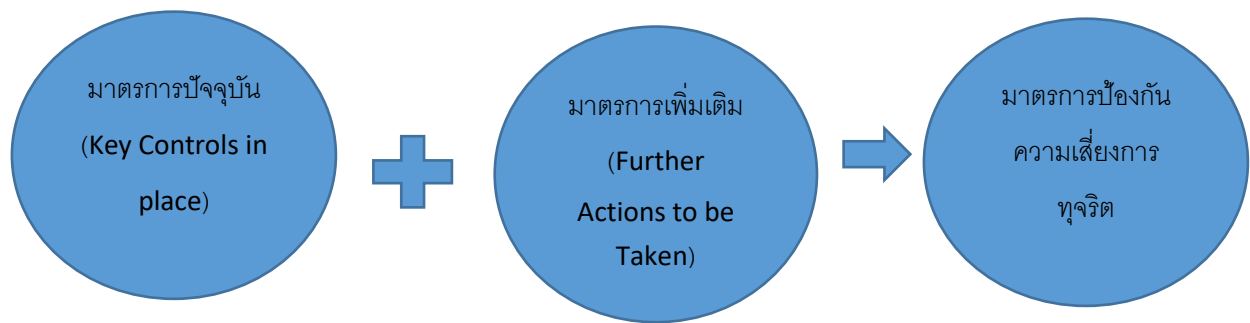 มาตรการปัจจุบัน
(Key Controls in
place)
มาตรการเพิ่มเติม
(Further
Actions to be
Taken)
มาตรการป้องกัน
ความเสี่ยงการ
ทุจริต